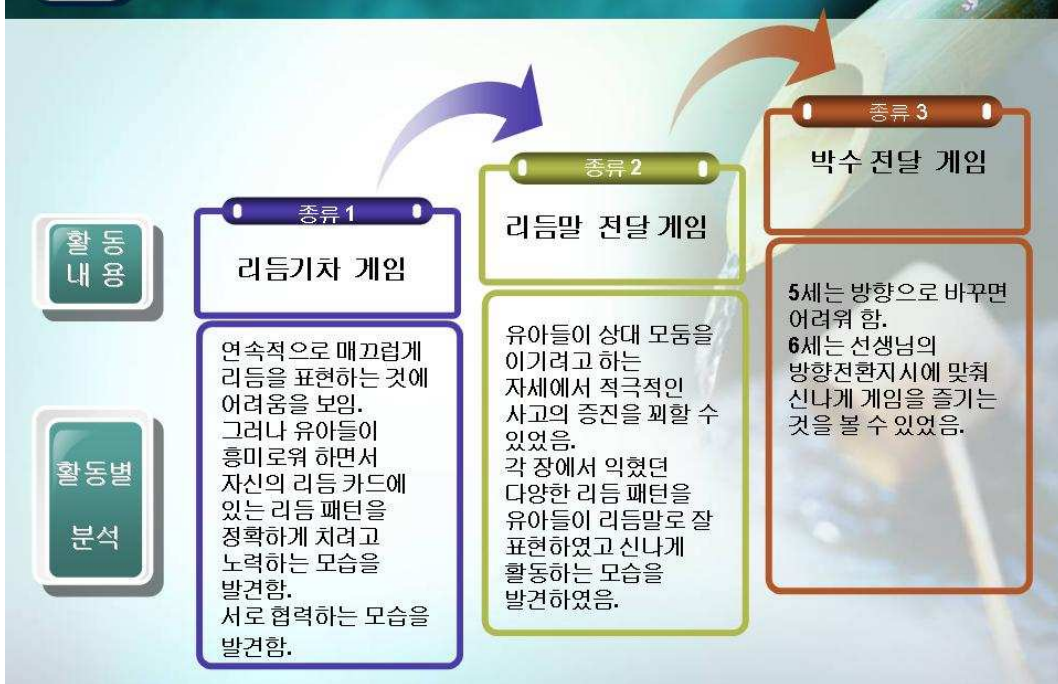 활 동
내 용
활동별
분석
종류 1
리듬기차 게임
연속적으로 매끄럽게
리듬을 표현하는 것에
어려움을 보임.
그러나 유아들이
흥미로워 하면서
자신의 리듬 카드에
있는 리듬 패턴을
정확하게 치려고
노력하는 모습을
발견함.
서로 협력하는 모습을
발견함.
종류 2
리듬말 전달 게임
유아들이 상대 모둠을
이기려고 하는
자세에서 적극적인
사고의 증진을 꾀할 수
있었음.
각 장에서 익혔던
다양한 리듬 패턴을
유아들이 리듬말로 잘
표현하였고 신나게
활동하는 모습을
발견하였음.
종류 3
박수 전달 게임
5세는 방향으로 바꾸면
어려워 함.
6세는 선생님의
방향전환지시에 맞춰
신나게 게임을 즐기는
것을 볼 수 있었음.